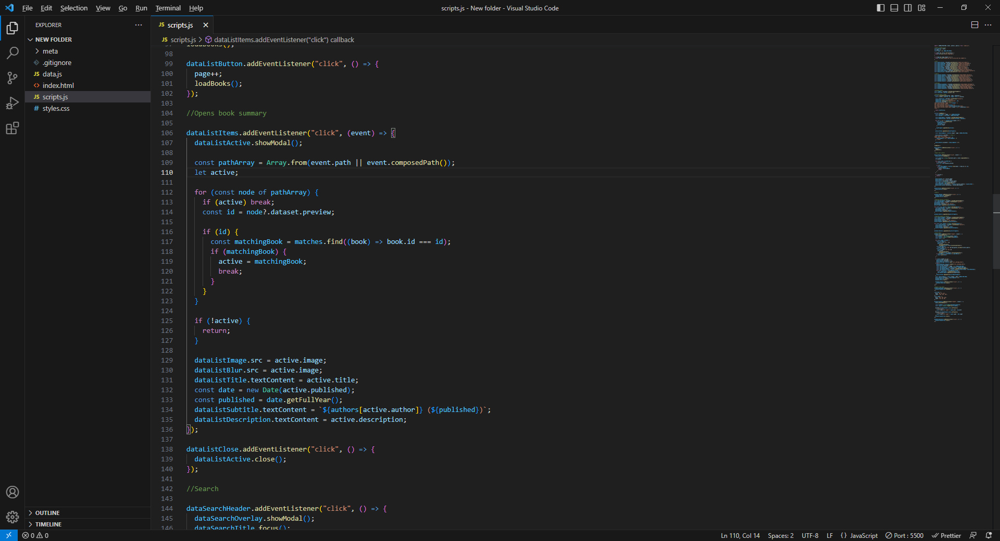 File Edit Selection View Go Run Terminal Help
scripts.js - New folder - Visual Studio Code
EXPLORER
NEW FOLDER
meta
.gitignore
JS data.js
<> index.html
JS scripts.js
# styles.css
OUTLINE
TIMELINE
JS scripts.js
JS scripts.js > dataListItems.addEventListener("click") callback
97 loadBooks();
98
99 dataListButton.addEventListener("click", () => {
100 page++;
101 loadBooks();
102 });
103
104 //Opens book summary
105
106 dataListItems.addEventListener("click", (event) => {
107 dataListActive.showModal();
108
109 const pathArray = Array.from(event.path || event.composedPath());
110 let active;
111
112 for (const node of pathArray) {
113 if (active) break;
114 const id = node?.dataset.preview;
115
116 if (id) {
117 const matchingBook = matches.find((book) => book.id === id);
118 if (matchingBook) {
119 active = matchingBook;
120 break;
121 }
122 }
123 }
124
125 if (!active) {
126 return;
127 }
128
129 dataListImage.src = active.image;
130 dataListBlur.src = active.image;
131 dataListTitle.textContent = active.title;
132 const date = new Date(active.published);
133 const published = date.getFullYear();
134 dataListSubtitle.textContent = `${authors[active.author]} (${published})`;
135 dataListDescription.textContent = active.description;
136 });
137
138 dataListClose.addEventListener("click", () => {
139 dataListActive.close();
140 });
141
142 //Search
143
144 dataSearchHeader.addEventListener("click", () => {
145 dataSearchOverlay.showModal();
146 dataSearchTitle.focus();
0 0
Ln 110, Col 14 Spaces: 2 UTF-8 LF {} JavaScript Port : 5500 Prettier